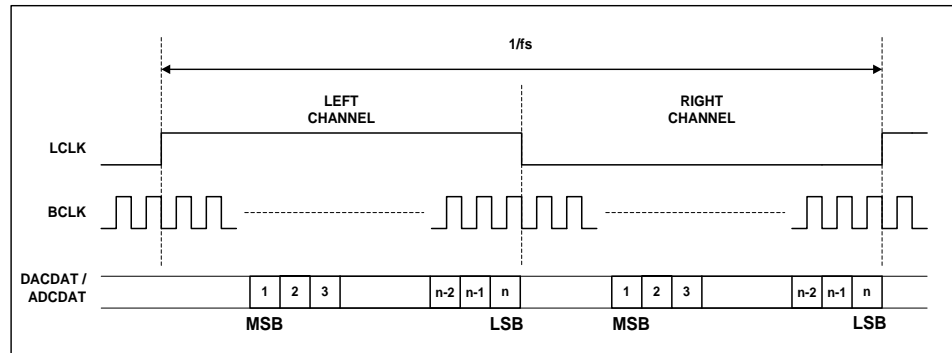 1/fs
LEFT
CHANNEL
RIGHT
CHANNEL
LCLK
BCLK
DACDAT /
ADCDAT
1 2 3 n-2 n-1 n 1 2 3 n-2 n-1 n
MSB LSB MSB LSB